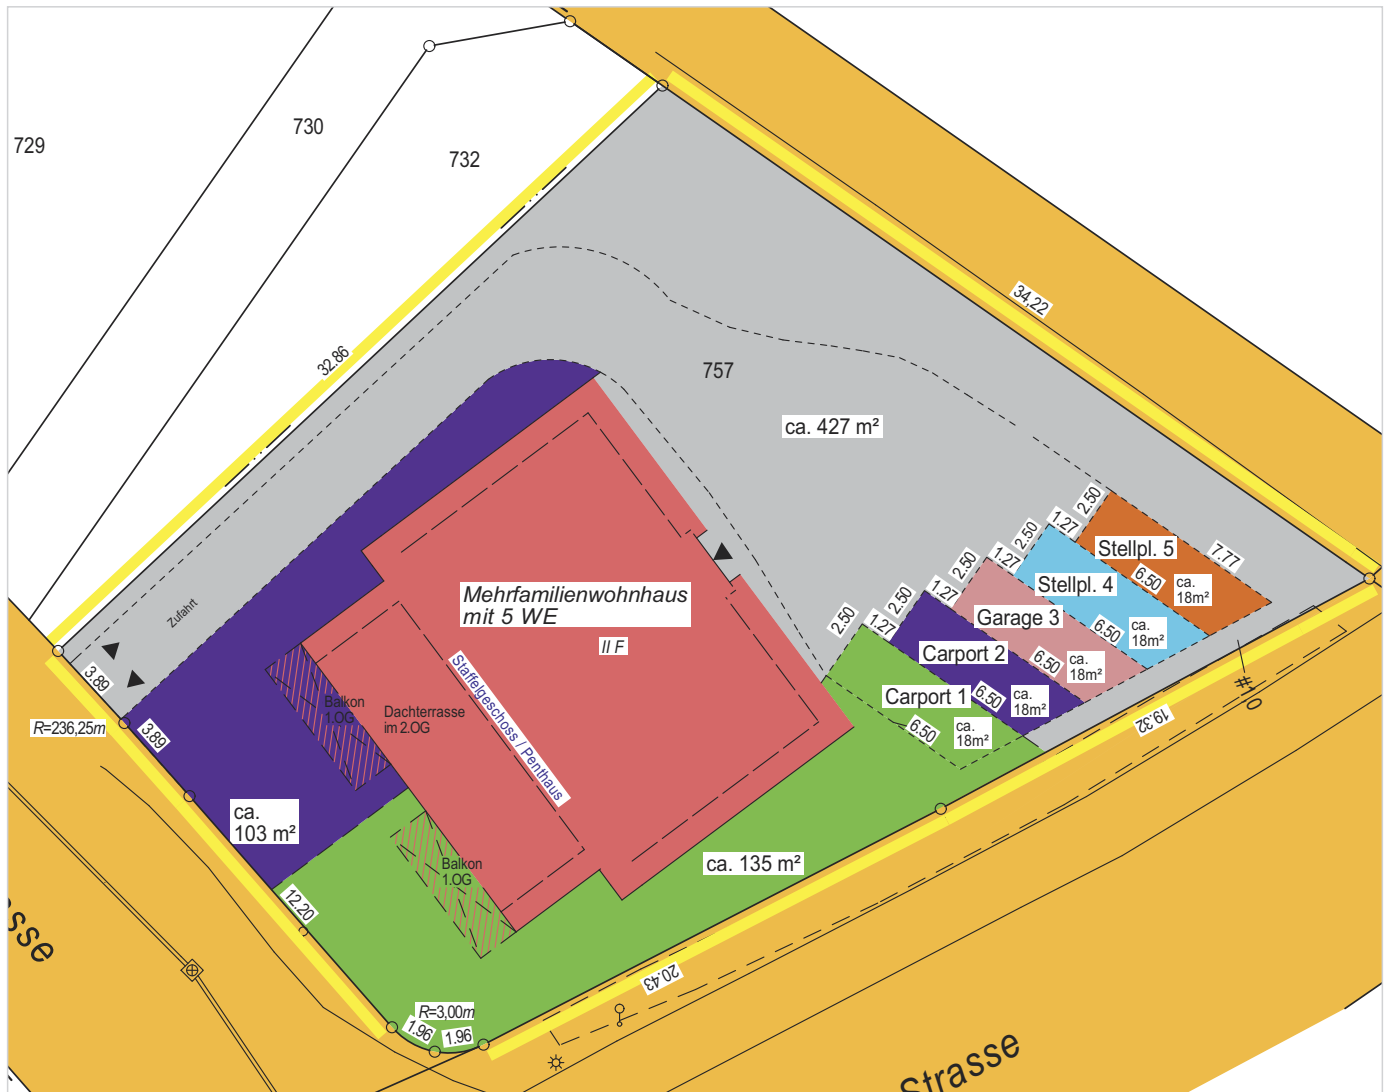 729
730
732
32.86
34,22
757
ca. 427 m²
Zufahrt
3.89
R=236,25m
3.89
Mehrfamilienwohnhaus
mit 5 WE
II F
Staffelgeschoss / Penthaus
Balkon
1.OG
Dachterrasse
im 2.OG
ca.
103 m²
Balkon
1.OG
12.20
R=3,00m
1.96
1.96
ca. 135 m²
20.43
19.32
2.50
1.27
2.50
1.27
2.50
1.27
2.50
1.27
2.50
7.77
Stellpl. 5
6.50
ca.
18m²
Stellpl. 4
6.50
ca.
18m²
Garage 3
6.50
ca.
18m²
Carport 2
6.50
ca.
18m²
Carport 1
6.50
ca.
18m²
#10
sse
Strasse